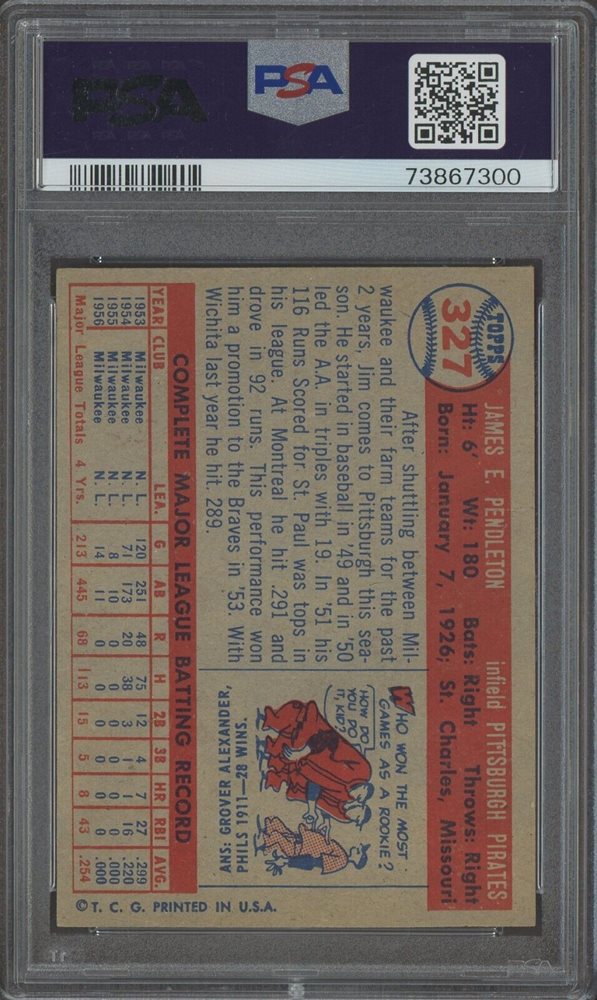 PSA
PSA
73867300
TOPPS
327
JAMES E. PENDLETON infield PITTSBURGH PIRATES
Ht: 6' Wt: 180 Bats: Right Throws: Right
Born: January 7, 1926; St. Charles, Missouri
After shuttling between Mil-
waukee and their farm teams for the past
2 years, Jim comes to Pittsburgh this sea-
son. He started in baseball in '49 and in '50
led the A.A. in triples with 19. In '51 his
116 Runs Scored for St. Paul was tops in
his league. At Montreal he hit .291 and
drove in 92 runs. This performance won
him a promotion to the Braves in '53. With
Wichita last year he hit .289.
WHO WON THE MOST
GAMES AS A ROOKIE?
HOW DO
YOU DO
IT, KID?
ANS: GROVER ALEXANDER,
PHILS 1911—28 WINS.
COMPLETE MAJOR LEAGUE BATTING RECORD
YEAR CLUB LEA. G AB R H 2B 3B HR RBI AVG.
1953 Milwaukee N. L. 120 251 48 75 12 4 7 27 .299
1954 Milwaukee N. L. 71 173 20 38 3 1 1 16 .220
1955 Milwaukee N. L. 8 10 0 0 0 0 0 0 .000
1956 Milwaukee N. L. 14 11 0 0 0 0 0 0 .000
Major League Totals 4 Yrs. 213 445 68 113 15 5 8 43 .254
© T. C. G. PRINTED IN U.S.A.